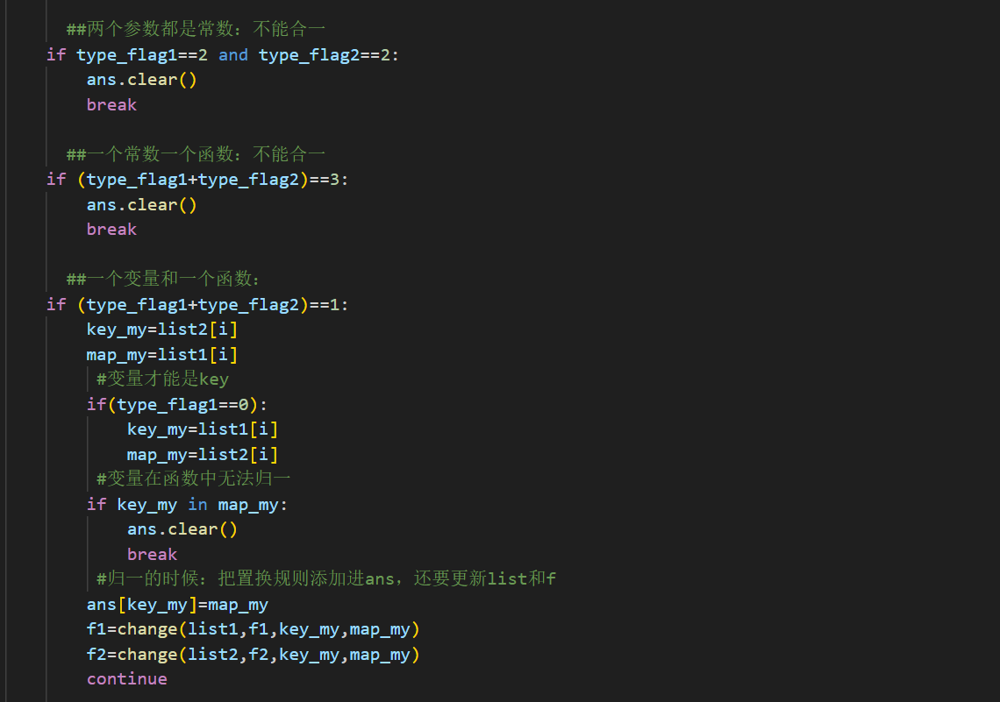 ##两个参数都是常数：不能合一
if type_flag1==2 and type_flag2==2:
ans.clear()
break
##一个常数一个函数：不能合一
if (type_flag1+type_flag2)==3:
ans.clear()
break
##一个变量和一个函数：
if (type_flag1+type_flag2)==1:
key_my=list2[i]
map_my=list1[i]
#变量才能是key
if(type_flag1==0):
key_my=list1[i]
map_my=list2[i]
#变量在函数中无法归一
if key_my in map_my:
ans.clear()
break
#归一的时候：把置换规则添加进ans，还要更新list和f
ans[key_my]=map_my
f1=change(list1,f1,key_my,map_my)
f2=change(list2,f2,key_my,map_my)
continue